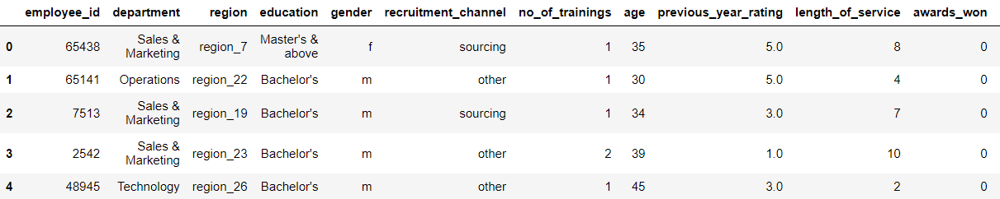 employee_id department region education gender recruitment_channel no_of_trainings age previous_year_rating length_of_service awards_won
0 65438 Sales & Marketing region_7 Master's & above f sourcing 1 35 5.0 8 0
1 65141 Operations region_22 Bachelor's m other 1 30 5.0 4 0
2 7513 Sales & Marketing region_19 Bachelor's m sourcing 1 34 3.0 7 0
3 2542 Sales & Marketing region_23 Bachelor's m other 2 39 1.0 10 0
4 48945 Technology region_26 Bachelor's m other 1 45 3.0 2 0